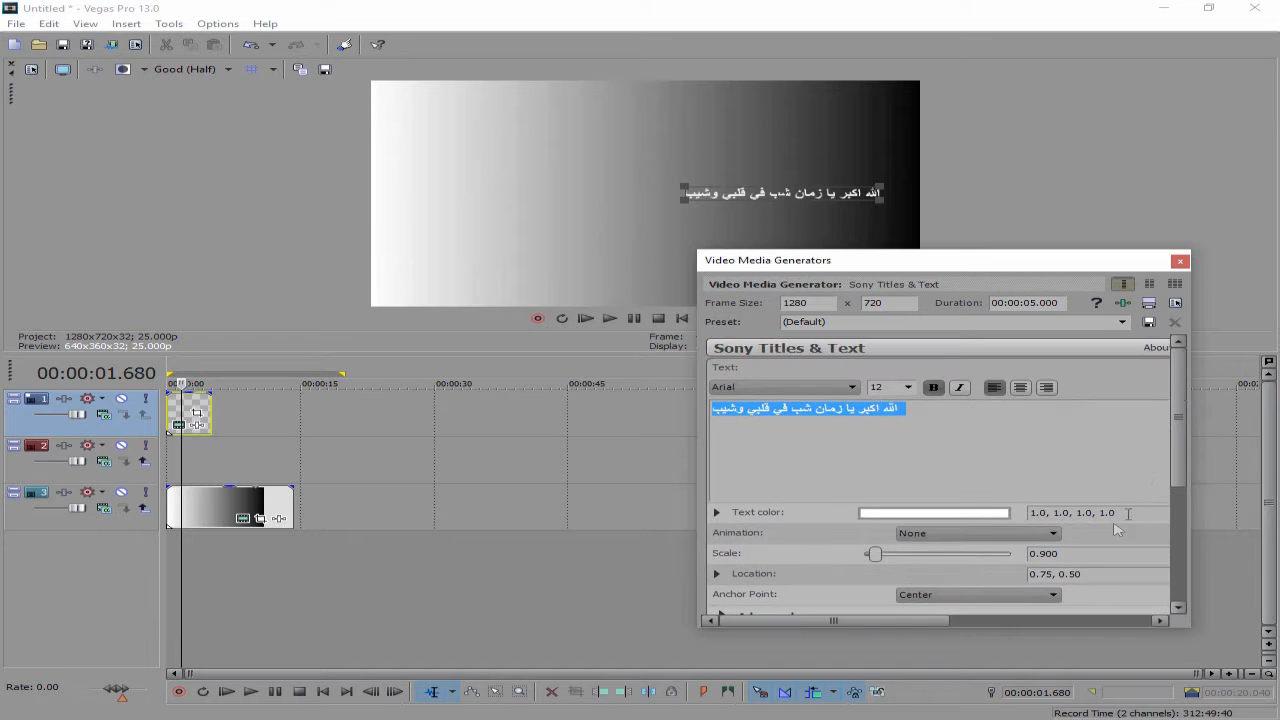 Untitled * - Vegas Pro 13.0
File Edit View Insert Tools Options Help
Good (Half)
الله اكبر يا زمان شب في قلبي وشيب
Project: 1280x720x32; 25.000p
Preview: 640x360x32; 25.000p
Frame:
Display:
Video Media Generators
Video Media Generator: Sony Titles & Text
Frame Size: 1280 x 720 Duration: 00:00:05.000
Preset: (Default)
Sony Titles & Text
Text:
Arial 12 B I
الله اكبر يا زمان شب في قلبي وشيب
Text color: 1.0, 1.0, 1.0, 1.0
Animation: None
Scale: 0.900
Location: 0.75, 0.50
Anchor Point: Center
00:00:01.680
00:00:15 00:00:30 00:00:45
1
2
3
Rate: 0.00
00:00:01.680
00:00:20.040
Record Time (2 channels): 312:49:40